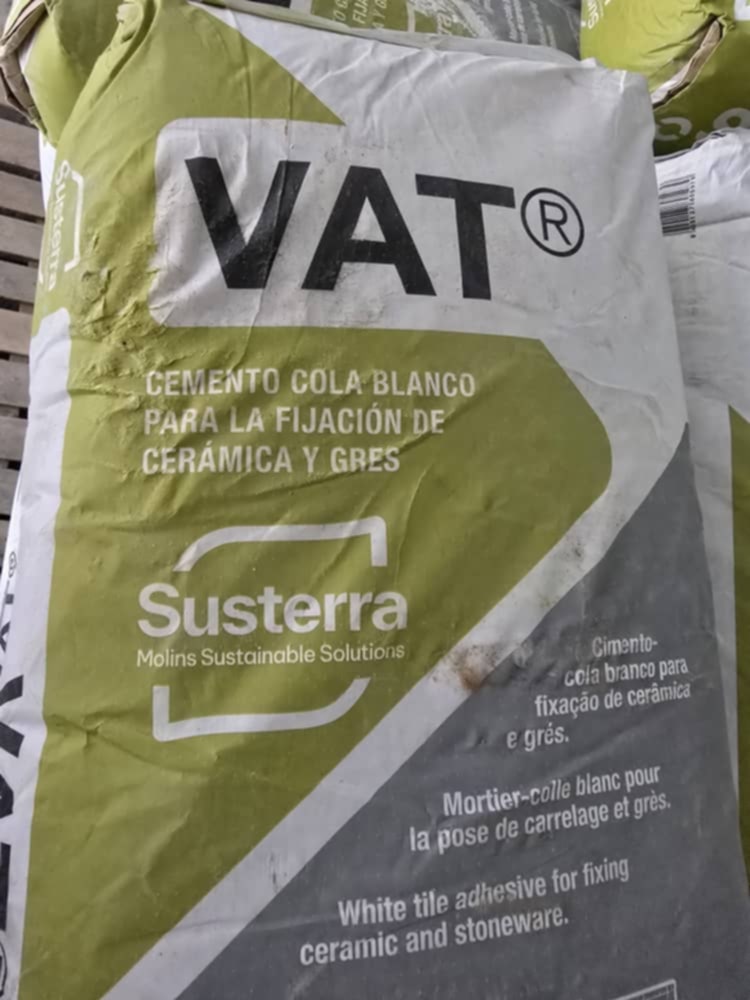 VAT®
CEMENTO COLA BLANCO
PARA LA FIJACIÓN DE
CERÁMICA Y GRES
Susterra
Molins Sustainable Solutions
Cimento-
cola branco para
fixação de cerâmica
e grés.
Mortier-colle blanc pour
la pose de carrelage et grès.
White tile adhesive for fixing
ceramic and stoneware.
Susterra